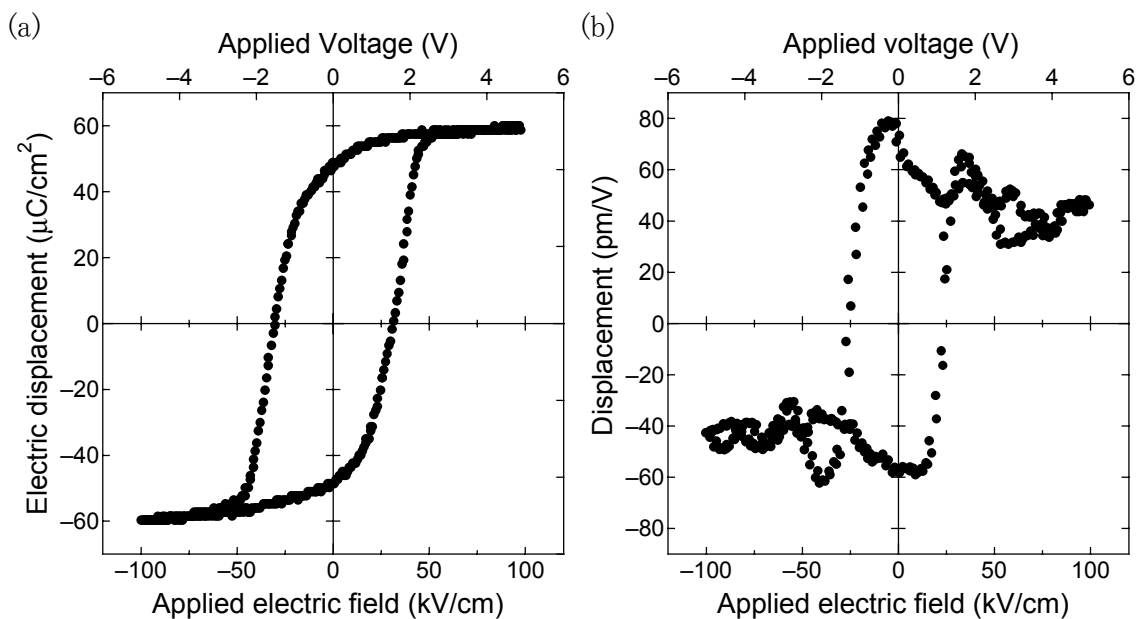 (a)
Applied Voltage (V)
–6 –4 –2 0 2 4 6
60
40
20
0
–20
–40
–60
Electric displacement (μC/cm²)
–100 –50 0 50 100
Applied electric field (kV/cm)
(b)
Applied voltage (V)
–6 –4 –2 0 2 4 6
80
60
40
20
0
–20
–40
–60
–80
Displacement (pm/V)
–100 –50 0 50 100
Applied electric field (kV/cm)